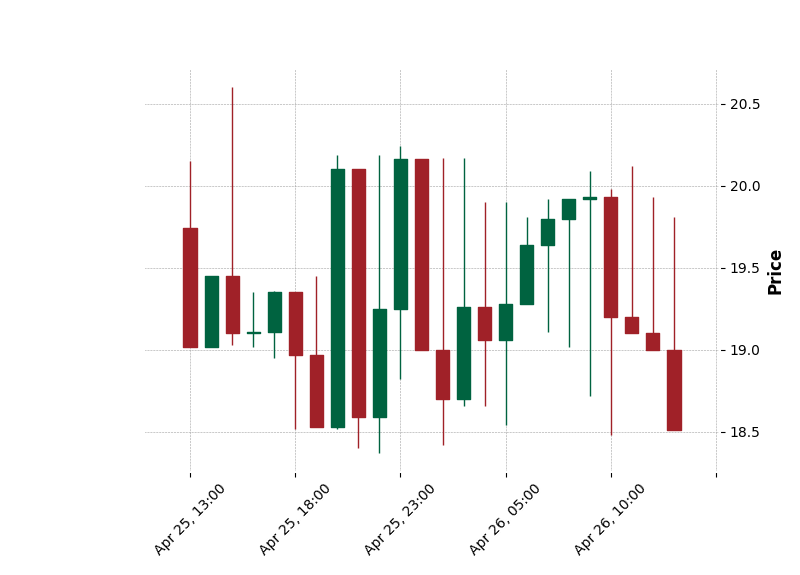 20.5
20.0
19.5
19.0
18.5
Price
Apr 25, 13:00
Apr 25, 18:00
Apr 25, 23:00
Apr 26, 05:00
Apr 26, 10:00